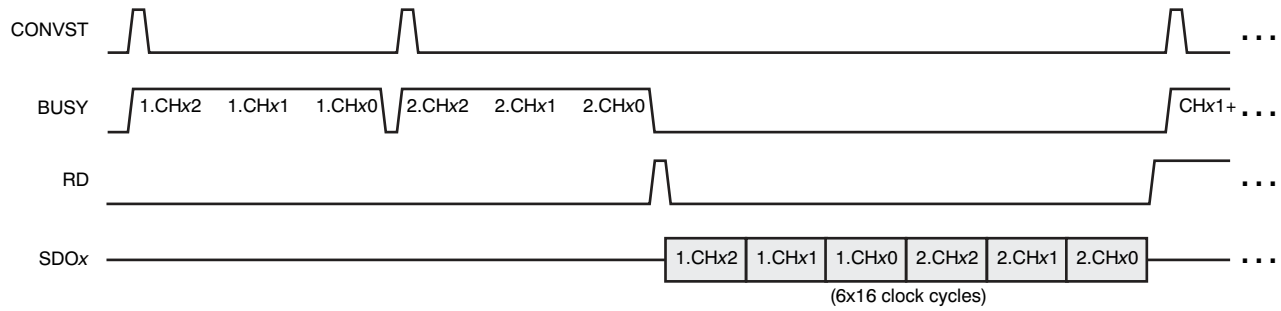 CONVST
...
BUSY 1.CHx2 1.CHx1 1.CHx0 2.CHx2 2.CHx1 2.CHx0 CHx1+ ...
RD ...
SDOx 1.CHx2 1.CHx1 1.CHx0 2.CHx2 2.CHx1 2.CHx0 ...
(6x16 clock cycles)